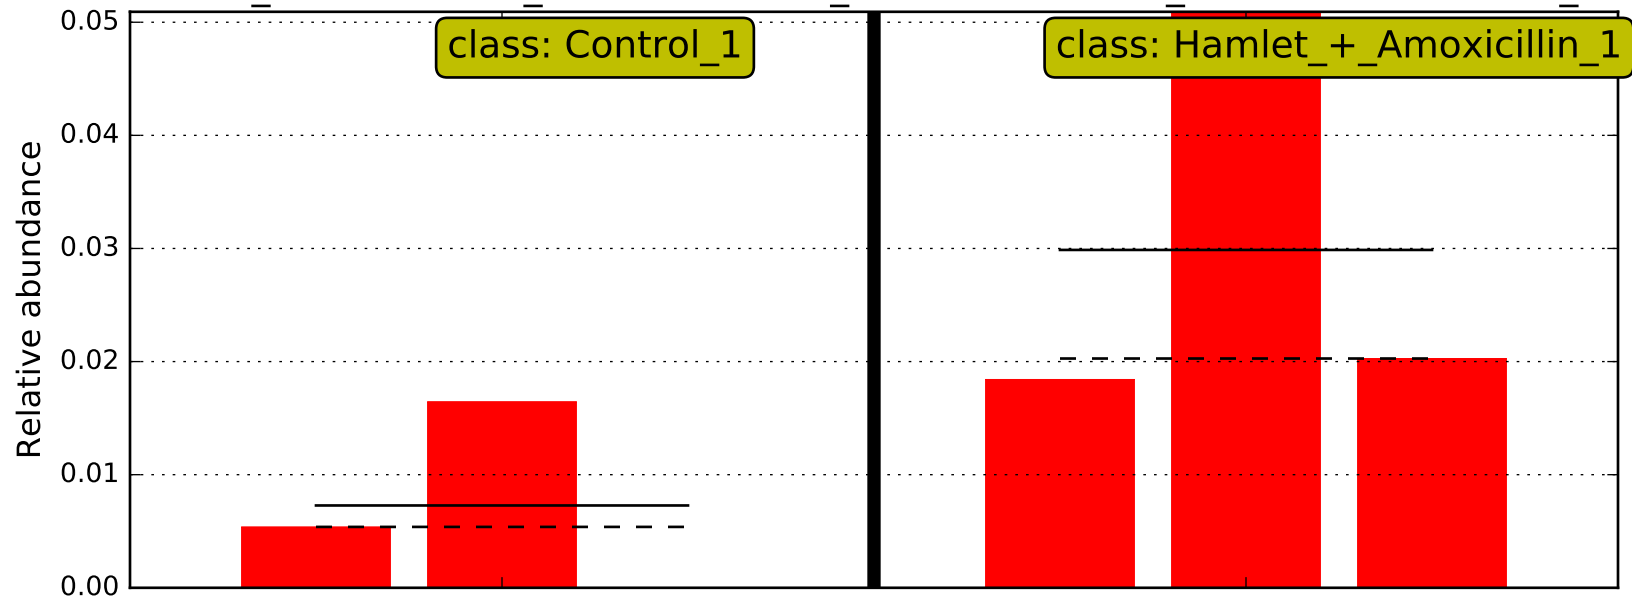 0.05
class: Control_1
class: Hamlet_+_Amoxicillin_1
0.04
0.03
0.02
0.01
0.00
Relative abundance